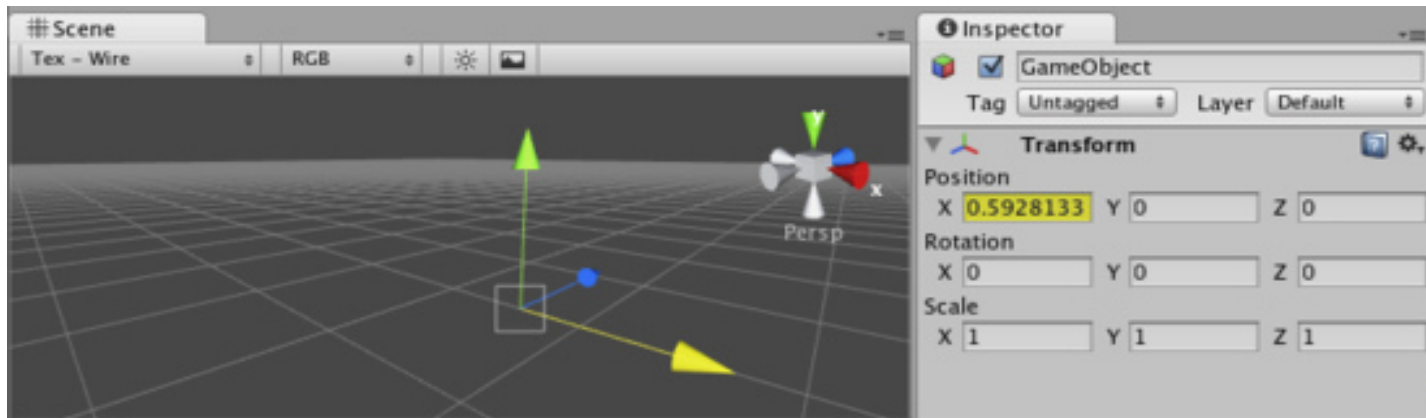 Scene
Tex - Wire RGB
y
x
Persp
Inspector
GameObject
Tag Untagged Layer Default
Transform
Position
X 0.5928133 Y 0 Z 0
Rotation
X 0 Y 0 Z 0
Scale
X 1 Y 1 Z 1